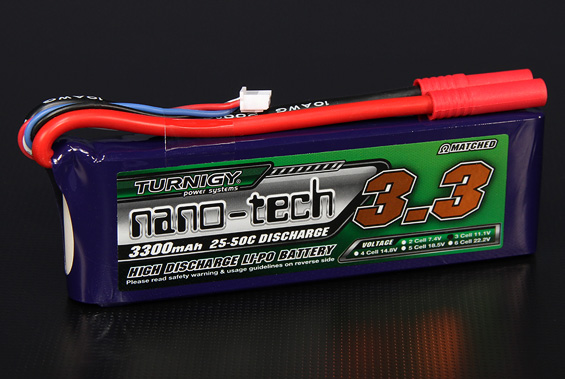 10AWG
10AWG
Ω MATCHED
TURNIGY
power systems
nano-tech
3.3
3300mAh 25-50C DISCHARGE
HIGH DISCHARGE LI-PO BATTERY
Please read safety warning & usage guidelines on reverse side
VOLTAGE
2 Cell 7.4V
3 Cell 11.1V
4 Cell 14.8V
5 Cell 18.5V
6 Cell 22.2V